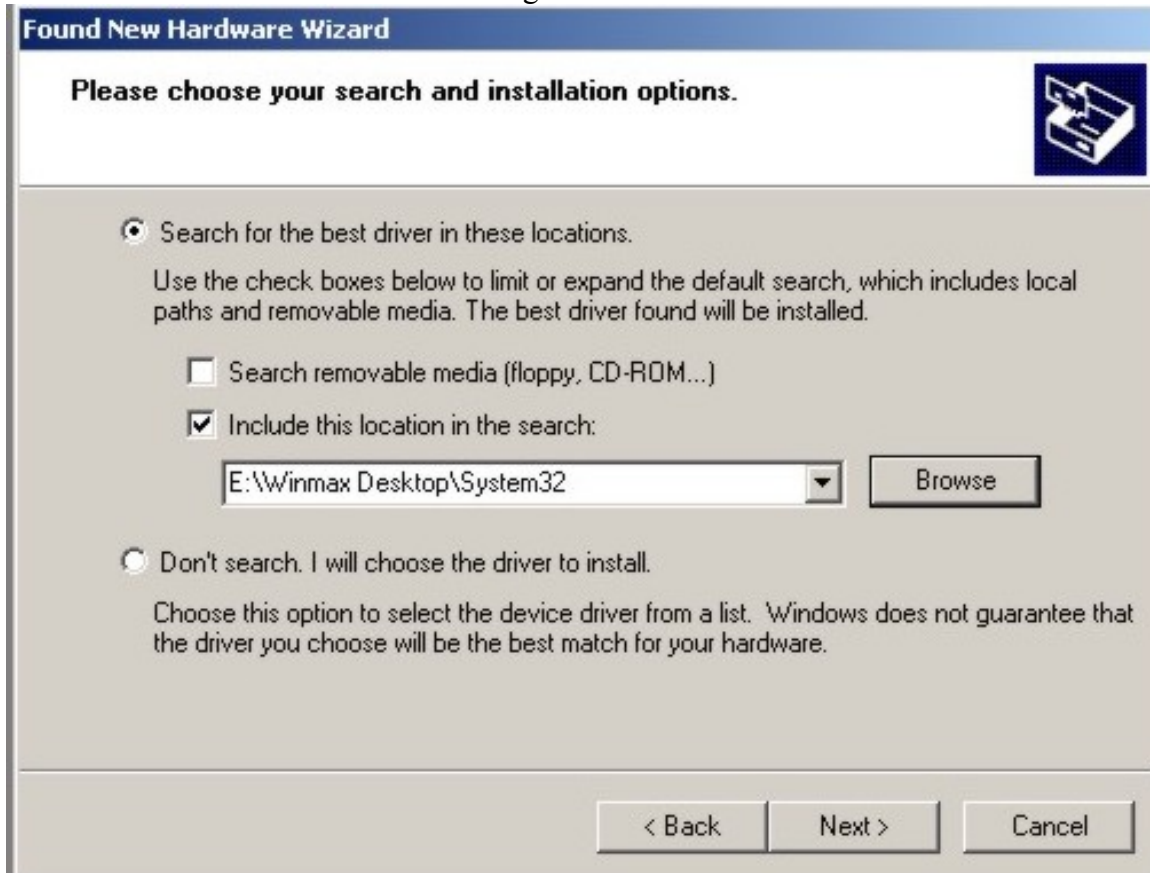 Found New Hardware Wizard
Please choose your search and installation options.
Search for the best driver in these locations.
Use the check boxes below to limit or expand the default search, which includes local
paths and removable media. The best driver found will be installed.
Search removable media (floppy, CD-ROM...)
Include this location in the search:
E:\Winmax Desktop\System32
Browse
Don't search. I will choose the driver to install.
Choose this option to select the device driver from a list. Windows does not guarantee that
the driver you choose will be the best match for your hardware.
< Back
Next >
Cancel